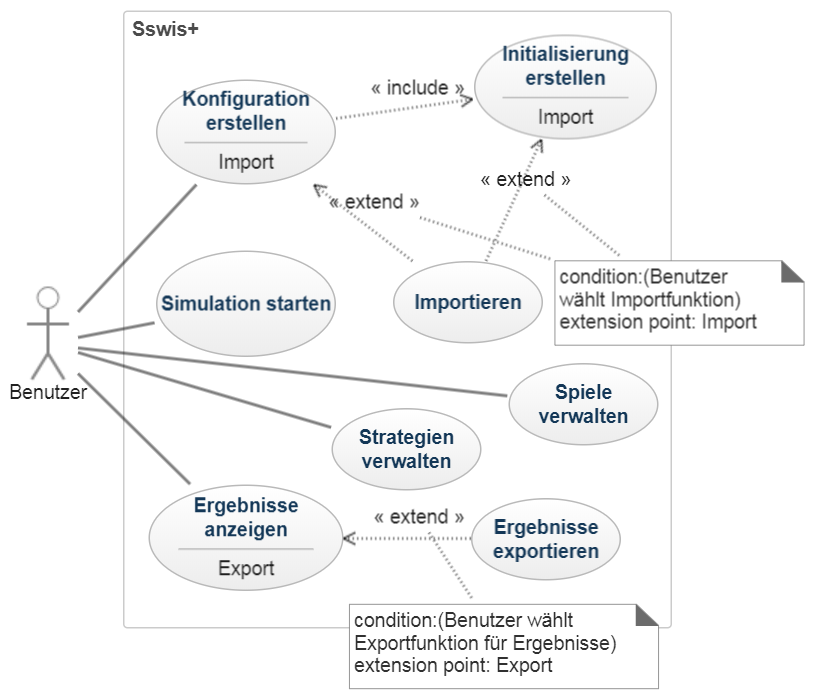 Sswis+
Initialisierung
erstellen
Import
« include »
Konfiguration
erstellen
Import
« extend »
« extend »
condition:(Benutzer
wählt Importfunktion)
extension point: Import
Simulation starten
Importieren
Benutzer
Spiele
verwalten
Strategien
verwalten
Ergebnisse
anzeigen
Export
« extend »
Ergebnisse
exportieren
condition:(Benutzer wählt
Exportfunktion für Ergebnisse)
extension point: Export